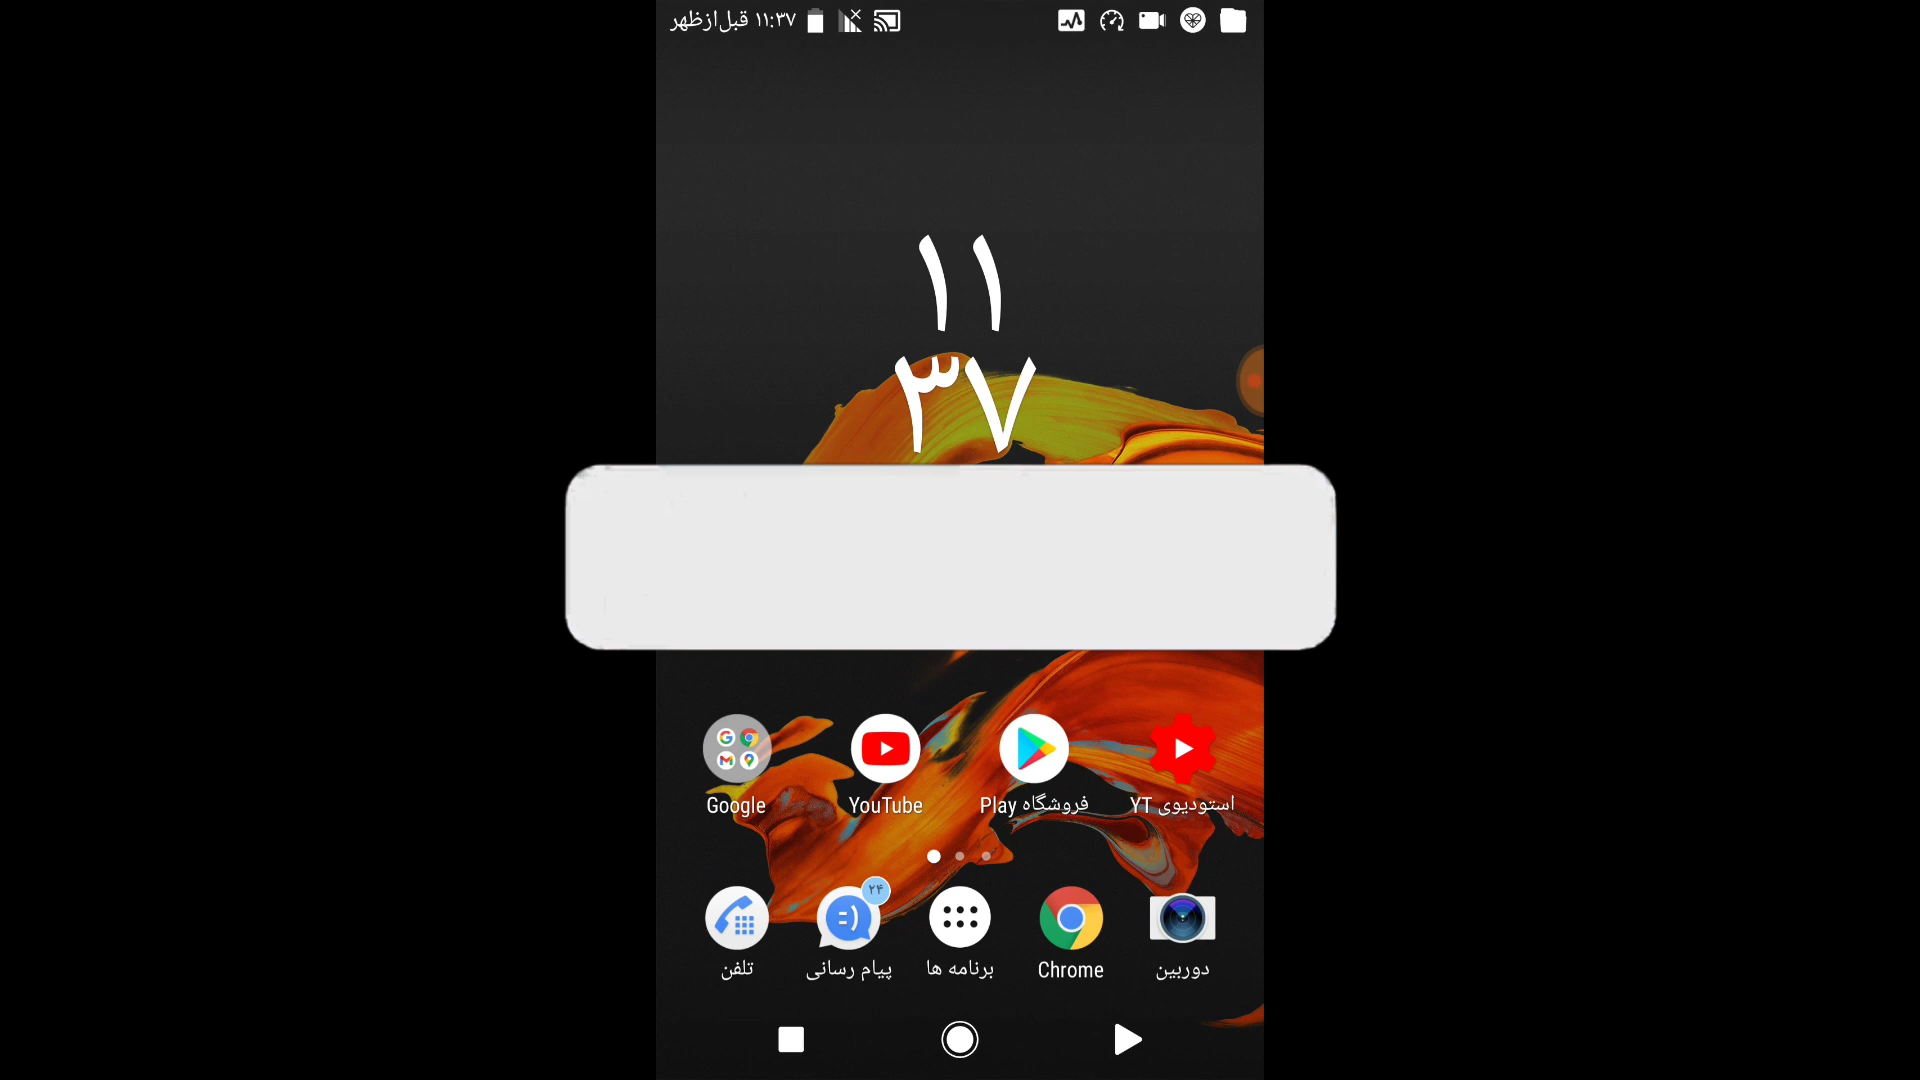 ۱۱:۳۷ قبل‌ازظهر
۱۱
۳۷
Google
YouTube
فروشگاه Play
استودیوی YT
۲۴
تلفن
پیام رسانی
برنامه ها
Chrome
دوربین